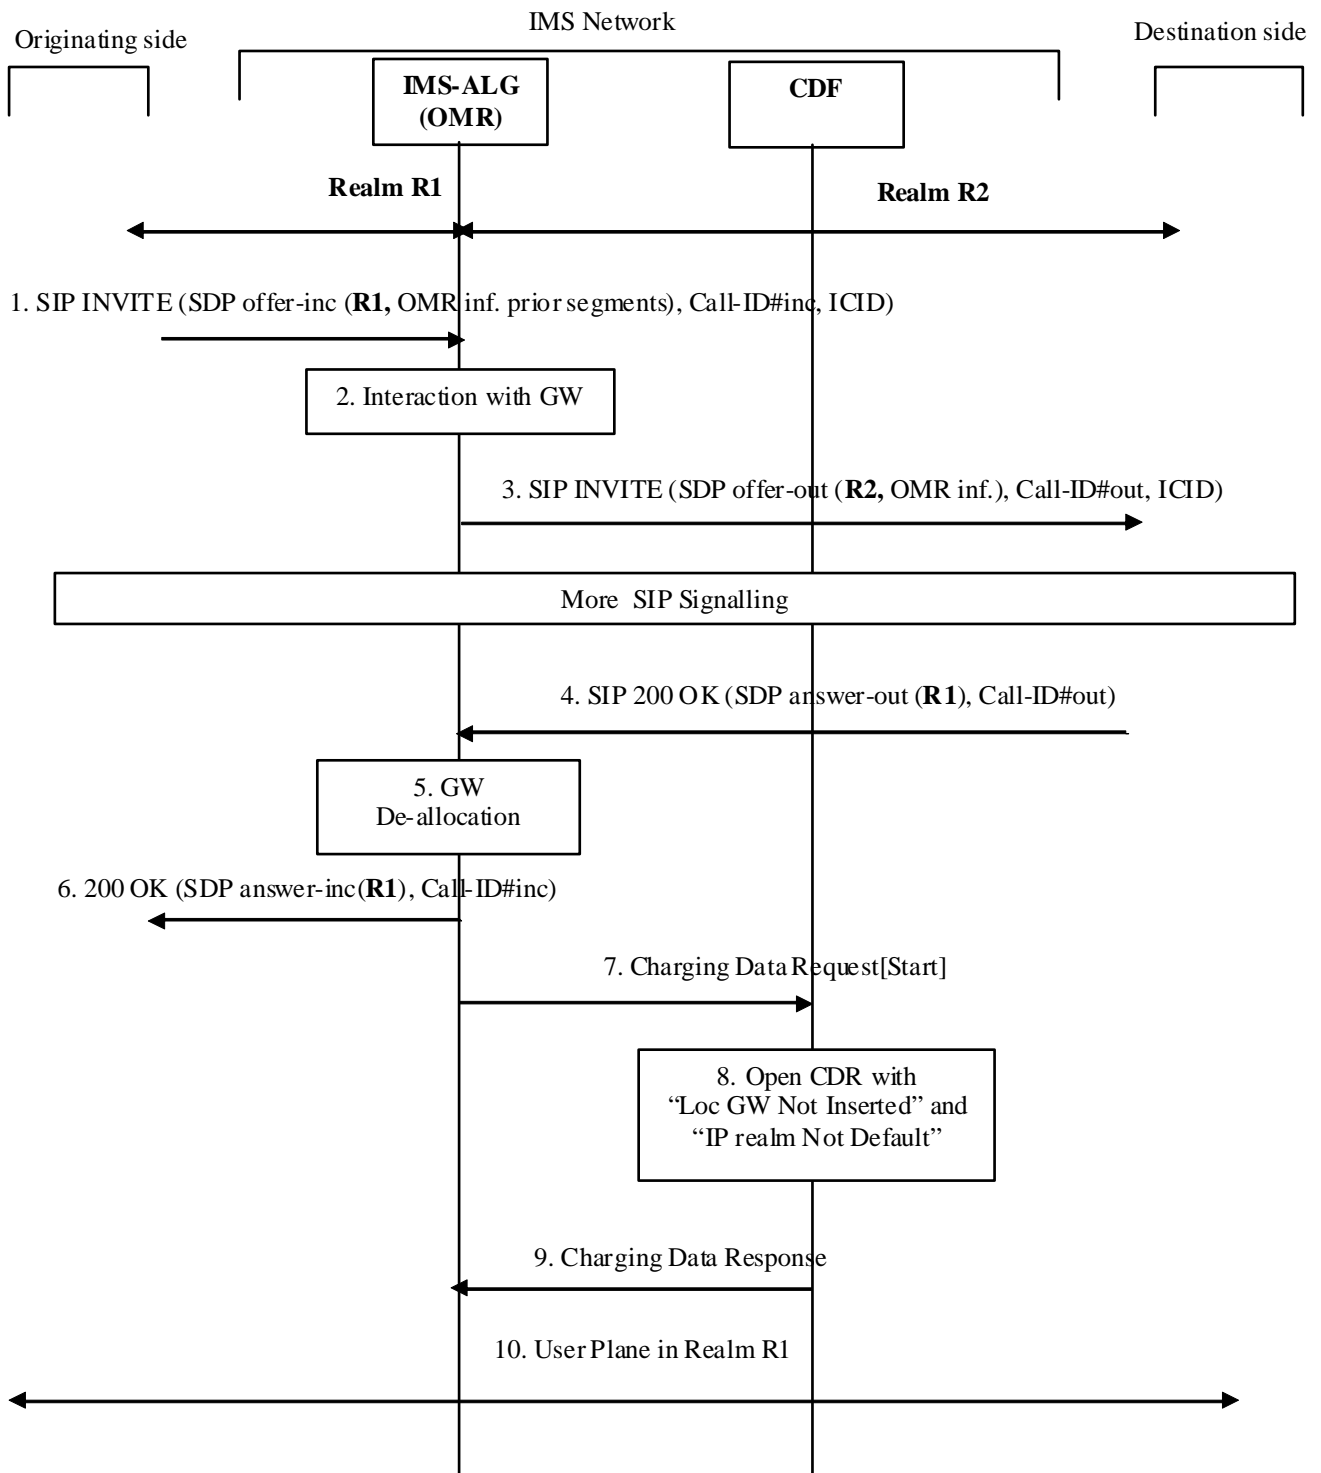 IMS Network
Originating side
Destination side
IMS-ALG
(OMR)
CDF
Realm R1
Realm R2
1. SIP INVITE (SDP offer-inc (R1, OMR inf. prior segments), Call-ID#inc, ICID)
2. Interaction with GW
3. SIP INVITE (SDP offer-out (R2, OMR inf.), Call-ID#out, ICID)
More SIP Signalling
4. SIP 200 OK (SDP answer-out (R1), Call-ID#out)
5. GW
De-allocation
6. 200 OK (SDP answer-inc(R1), Call-ID#inc)
7. Charging Data Request[Start]
8. Open CDR with
“Loc GW Not Inserted” and
“IP realm Not Default”
9. Charging Data Response
10. User Plane in Realm R1